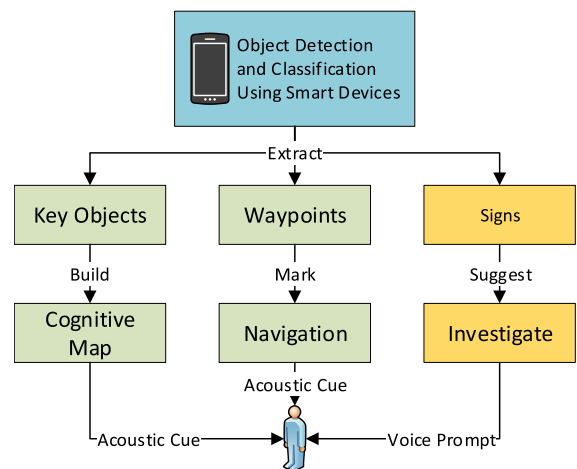 Object Detection
and Classification
Using Smart Devices
Extract
Key Objects
Waypoints
Signs
Build
Mark
Suggest
Cognitive
Map
Navigation
Investigate
Acoustic Cue
Acoustic Cue
Voice Prompt